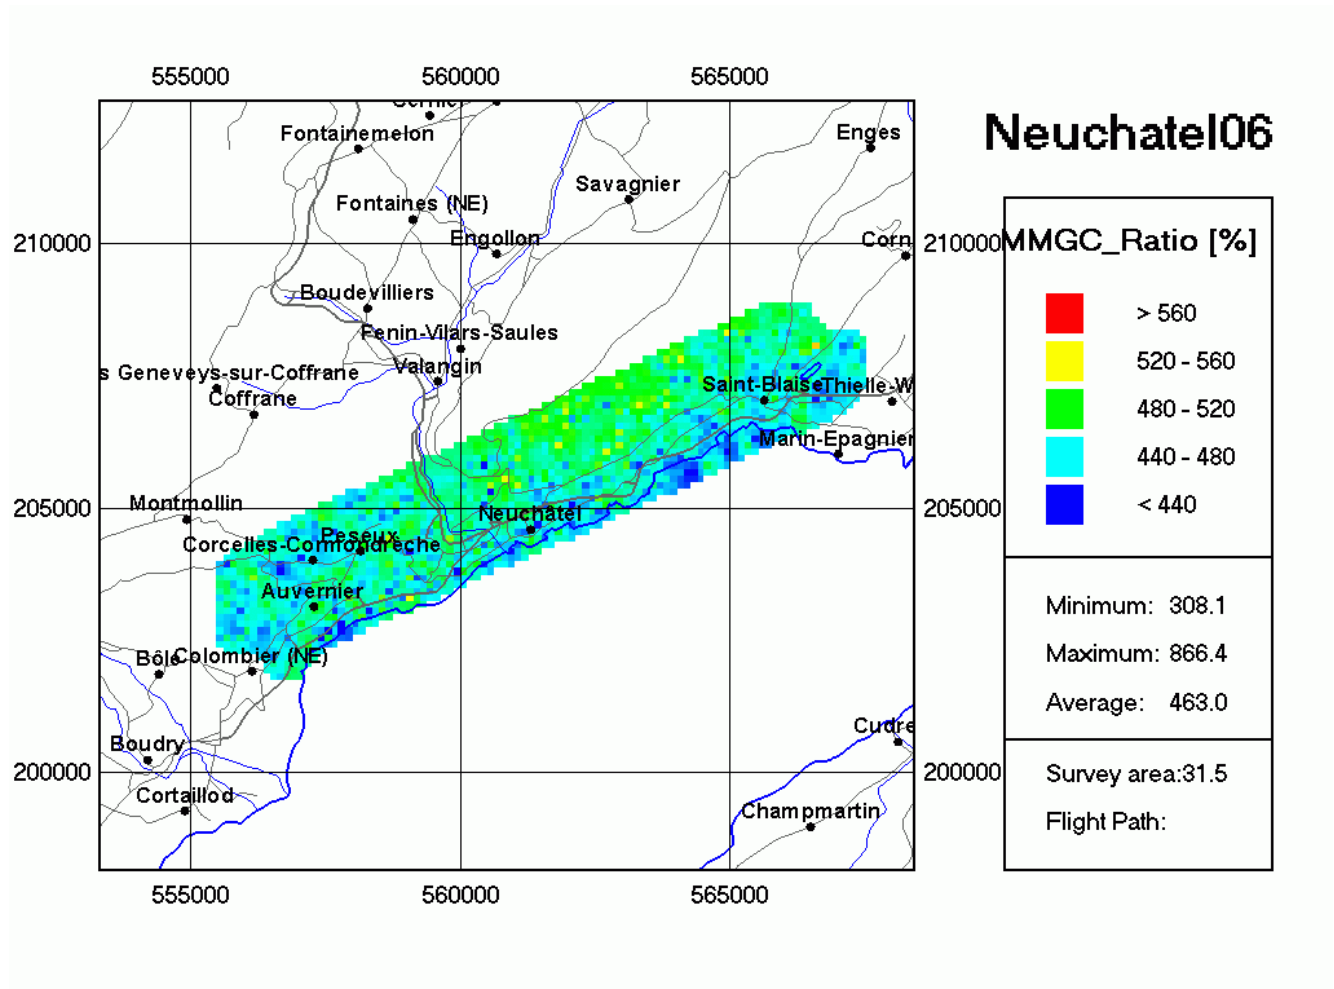 555000 560000 565000
Neuchatel06
Fontainemelon
Enges
Savagnier
Fontaines (NE)
Engollon
Corn
210000
210000
MMGC_Ratio [%]
Boudevilliers
> 560
Fenin-Vilars-Saules
520 - 560
Valangin
s Geneveys-sur-Coffrane
Saint-Blaise
Thielle-W
Coffrane
480 - 520
Marin-Epagnier
440 - 480
Montmollin
< 440
205000
205000
Neuchâtel
Peseux
Corcelles-Cormondrèche
Auvernier
Minimum: 308.1
Colombier (NE)
Bôle
Maximum: 866.4
Average: 463.0
Cudre
Boudry
200000
200000
Survey area:31.5
Cortaillod
Champmartin
Flight Path:
555000 560000 565000